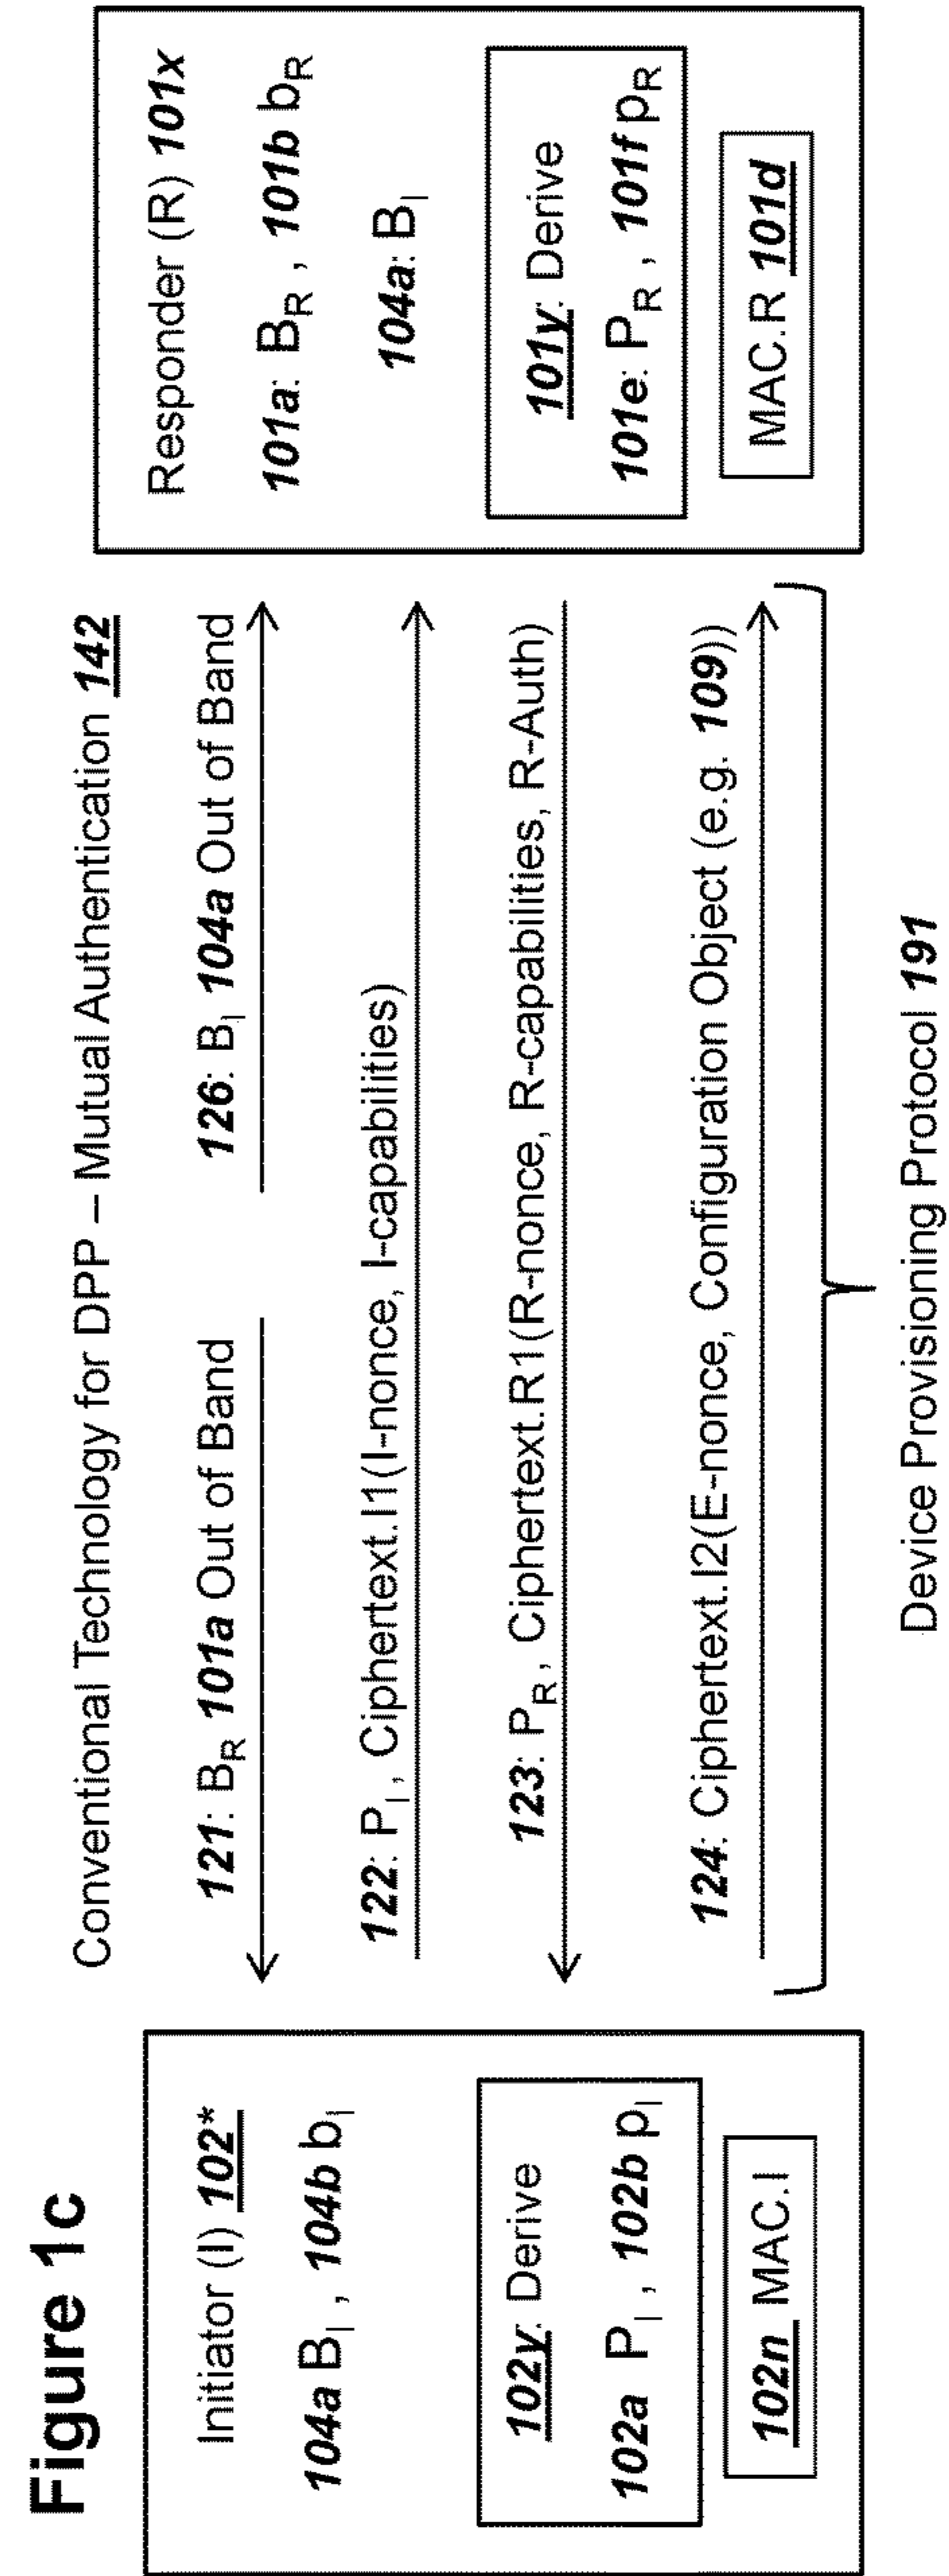 Figure 1c
Conventional Technology for DPP – Mutual Authentication 142
Initiator (I) 102*
104a B_I , 104b b_I
102y: Derive
102a P_I , 102b p_I
102n MAC.I
121: B_R 101a Out of Band
126: B_I 104a Out of Band
122: P_I , Ciphertext.I1(I-nonce, I-capabilities)
123: P_R, Ciphertext.R1(R-nonce, R-capabilities, R-Auth)
124: Ciphertext.I2(E-nonce, Configuration Object (e.g. 109))
Device Provisioning Protocol 191
Responder (R) 101x
101a: B_R , 101b b_R
104a: B_I
101y: Derive
101e: P_R , 101f p_R
MAC.R 101d